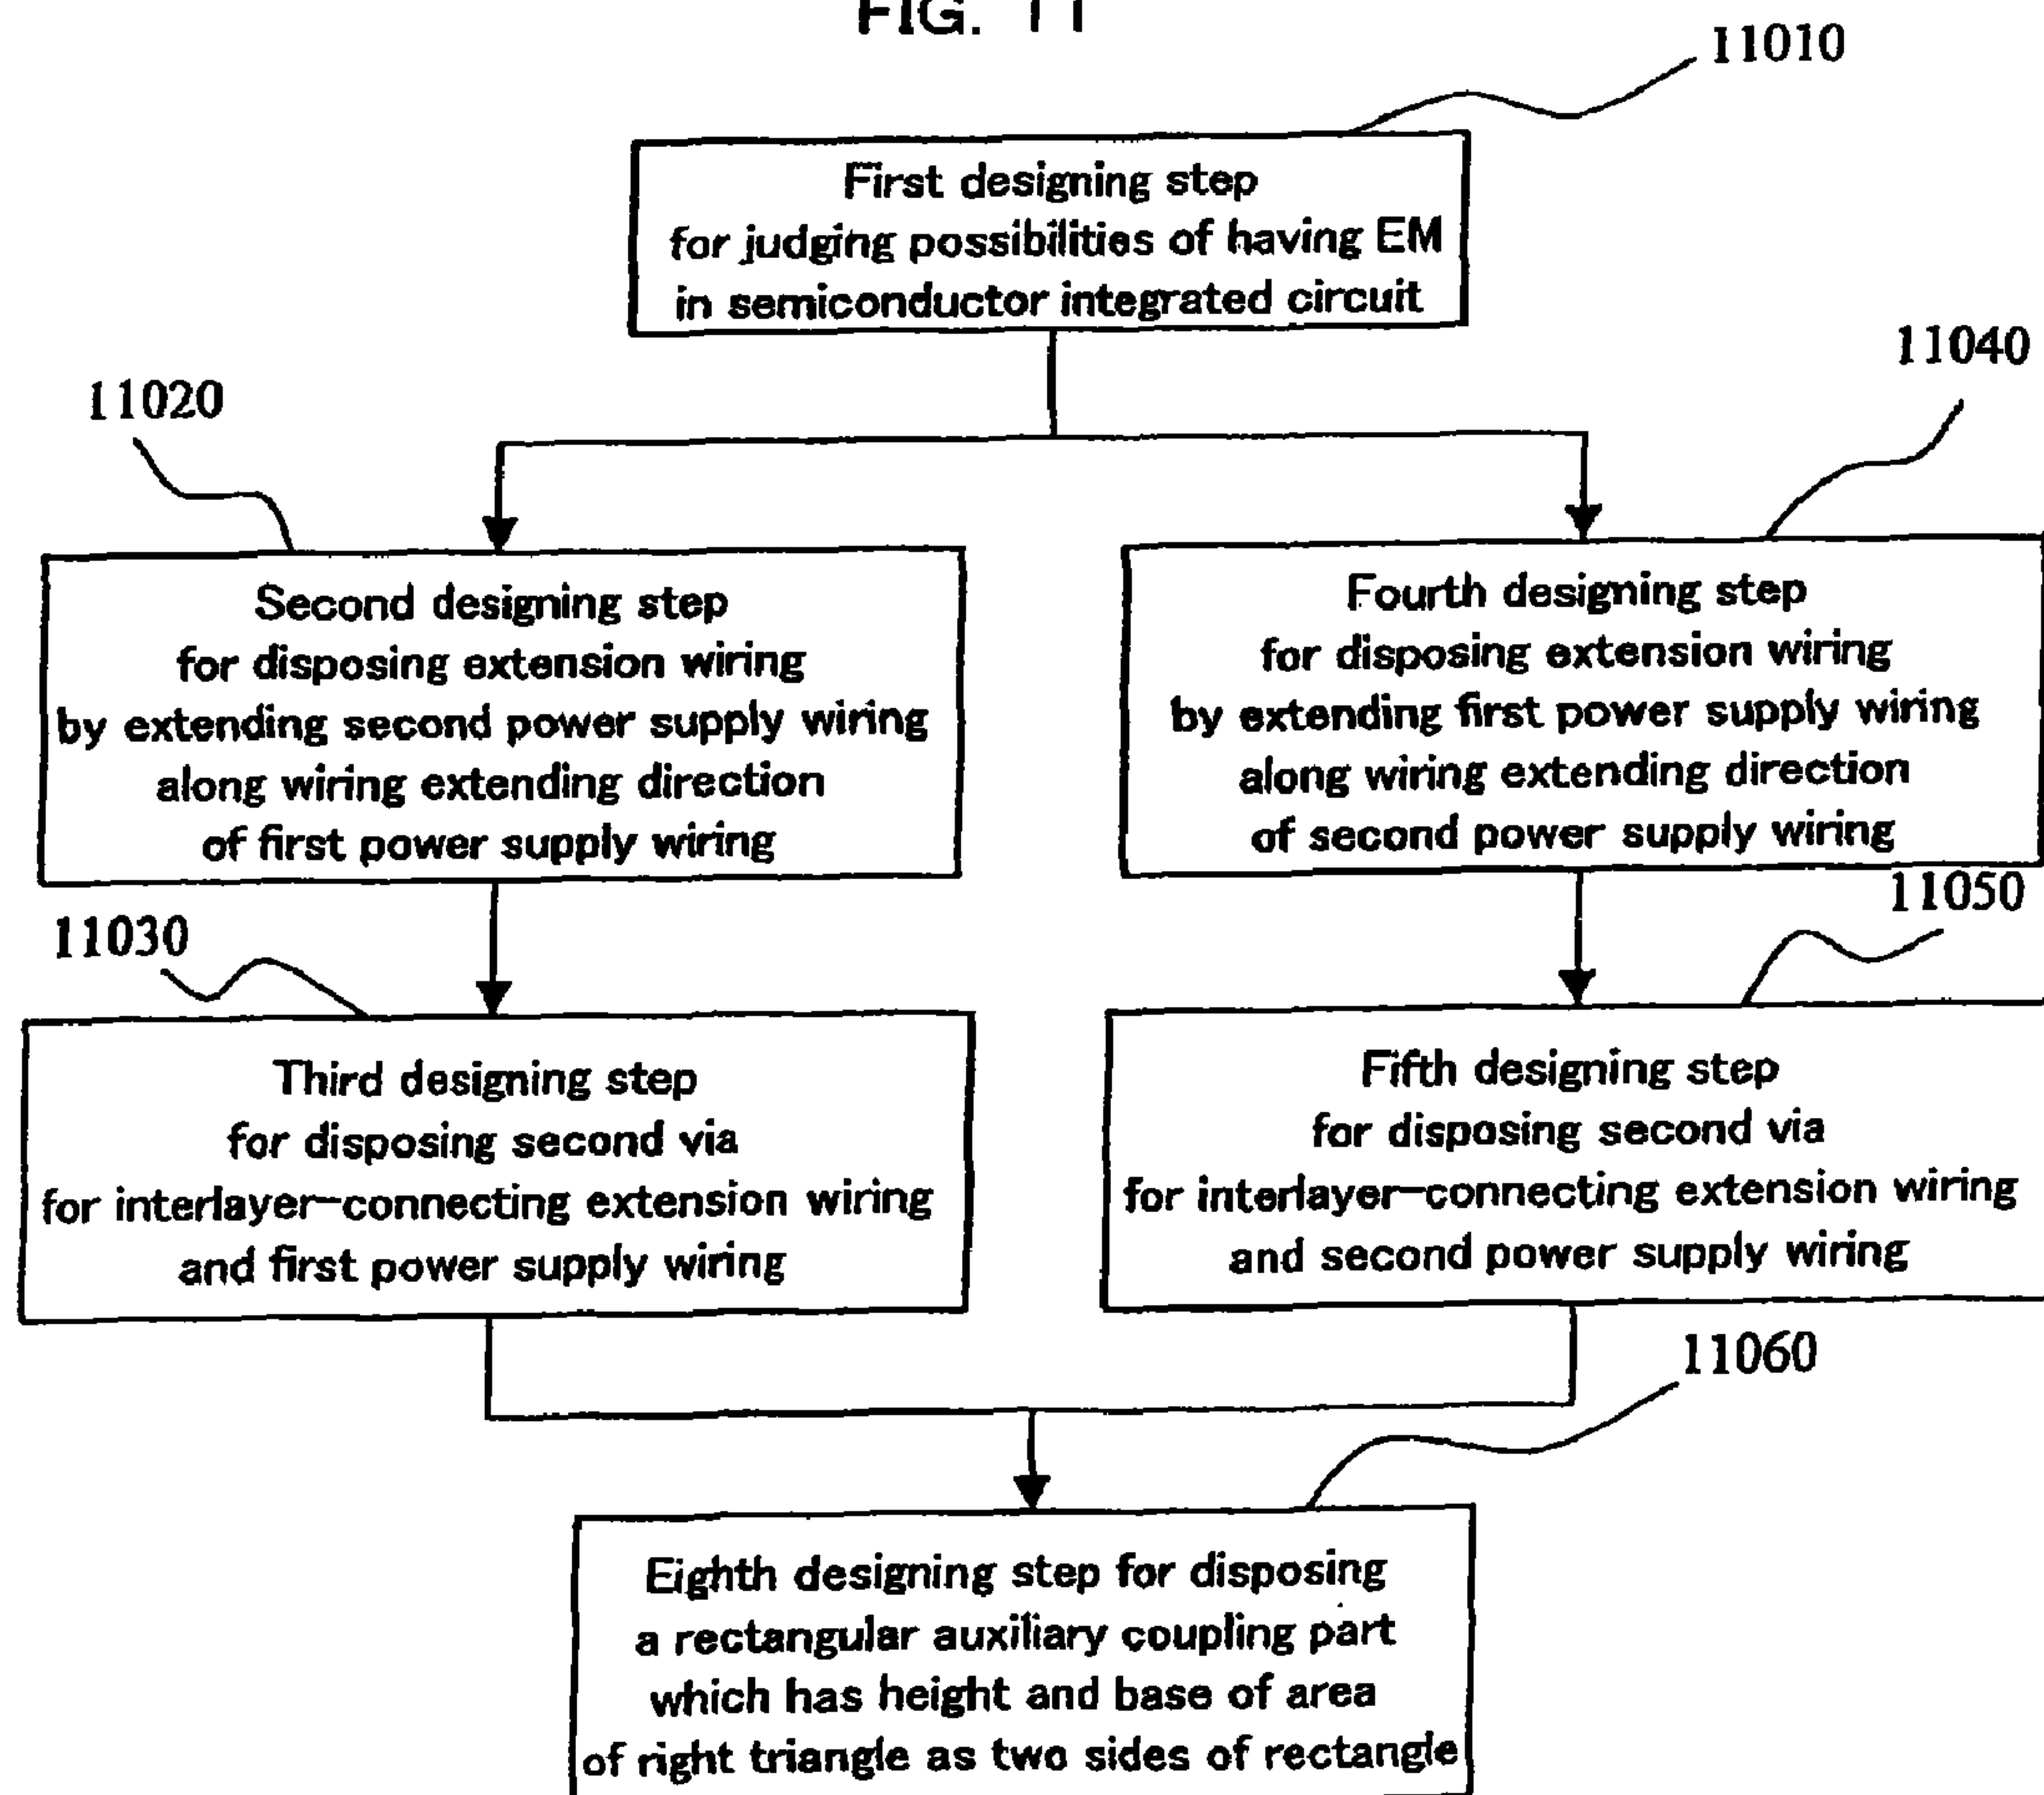 FIG. 11
11010
First designing step
for judging possibilities of having EM
in semiconductor integrated circuit
11020
11040
Second designing step
for disposing extension wiring
by extending second power supply wiring
along wiring extending direction
of first power supply wiring
Fourth designing step
for disposing extension wiring
by extending first power supply wiring
along wiring extending direction
of second power supply wiring
11030
11050
Third designing step
for disposing second via
for interlayer-connecting extension wiring
and first power supply wiring
Fifth designing step
for disposing second via
for interlayer-connecting extension wiring
and second power supply wiring
11060
Eighth designing step for disposing
a rectangular auxiliary coupling part
which has height and base of area
of right triangle as two sides of rectangle